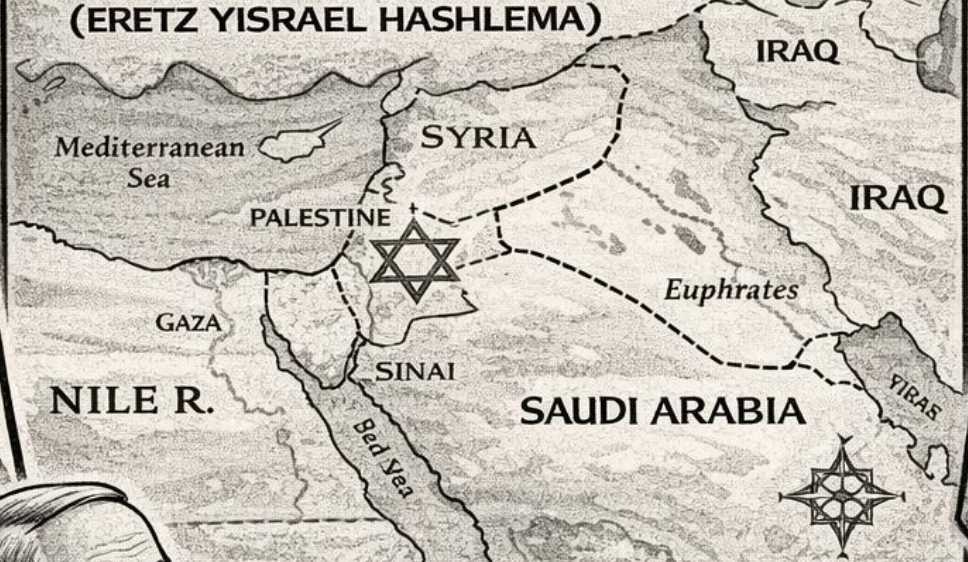 (ERETZ YISRAEL HASHLEMA)
IRAQ
SYRIA
Mediterranean
Sea
IRAQ
PALESTINE
Euphrates
GAZA
SINAI
NILE R.
SAUDI ARABIA
YIRAS
Bed Yea